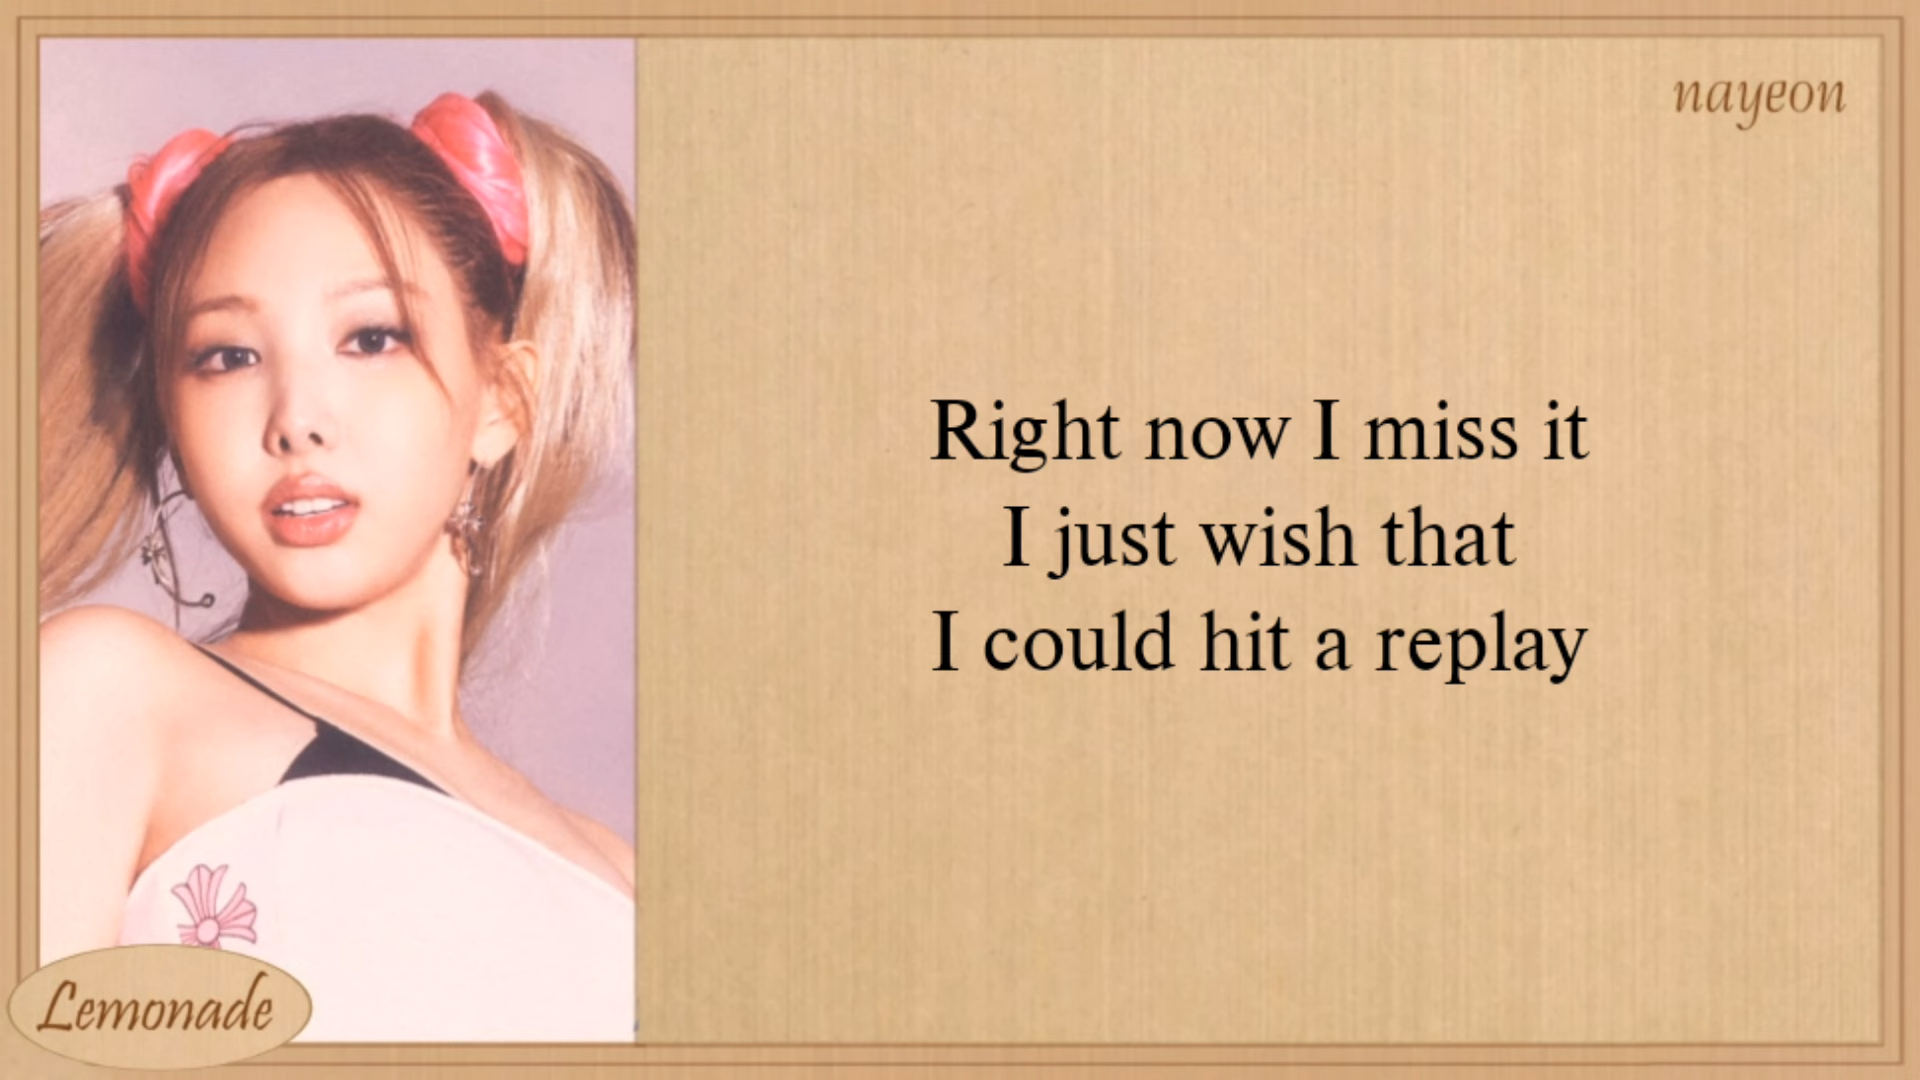 nayeon
Right now I miss it
I just wish that
I could hit a replay
Lemonade